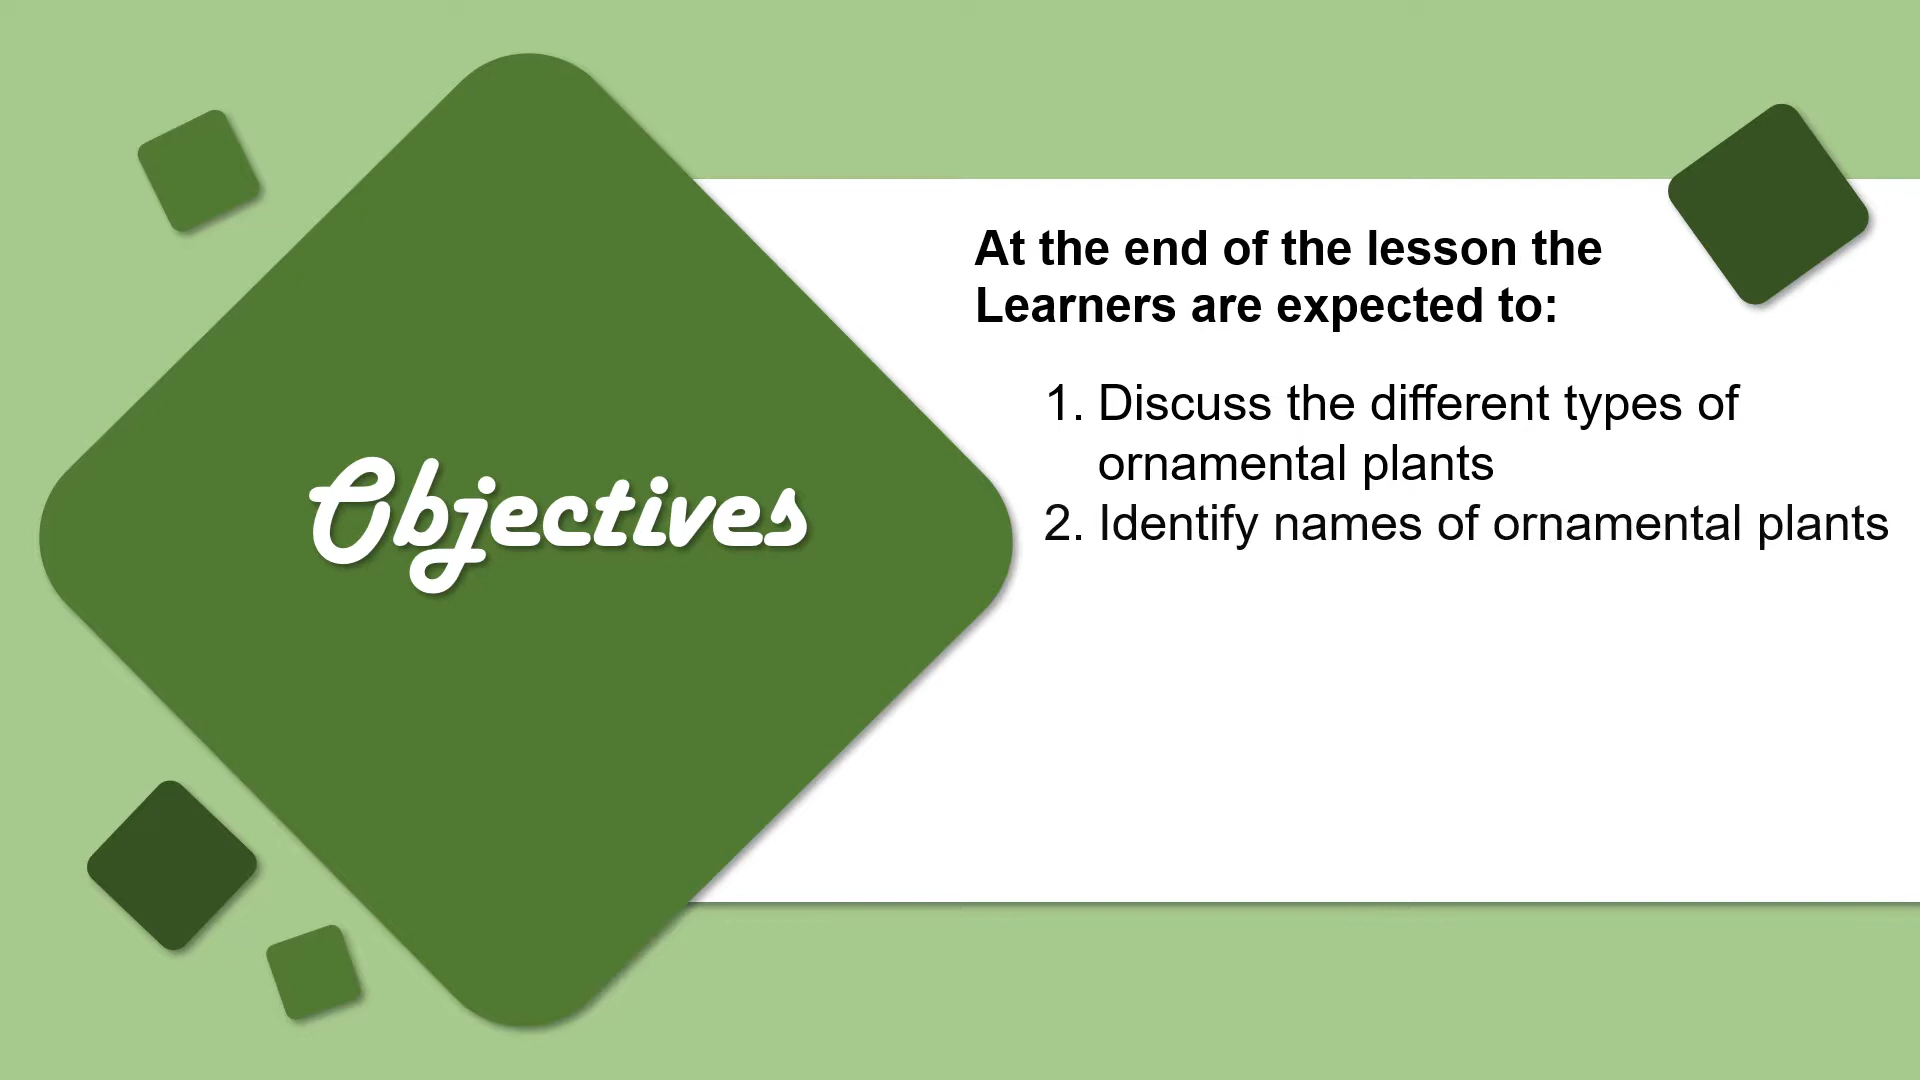 Objectives
At the end of the lesson the
Learners are expected to:
1. Discuss the different types of
ornamental plants
2. Identify names of ornamental plants